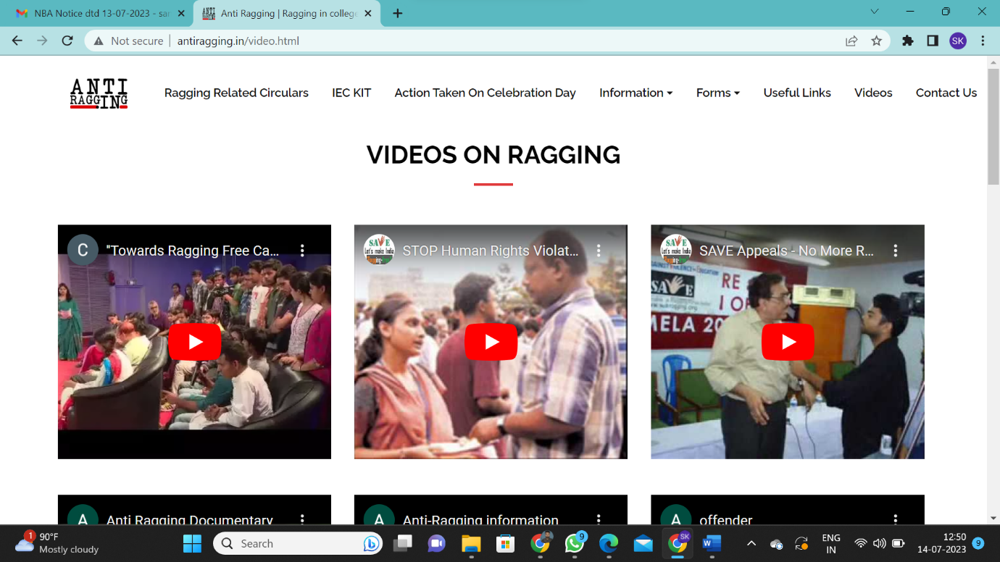 NBA Notice dtd 13-07-2023 - sar
Anti Ragging | Ragging in college
Not secure | antiragging.in/video.html
SK
ANTI
RAGGING
Ragging Related Circulars IEC KIT Action Taken On Celebration Day Information Forms Useful Links Videos Contact Us
VIDEOS ON RAGGING
C "Towards Ragging Free Ca...
SAVE
Let's make India
STOP Human Rights Violat...
SAVE
Let's make India
SAVE Appeals - No More R...
SAVE
RE
I OF
MELA 20
A Anti Ragging Documentary
A Anti-Ragging information
A offender
1
90°F
Mostly cloudy
Search
9
SK
ENG
IN
12:50
14-07-2023
9